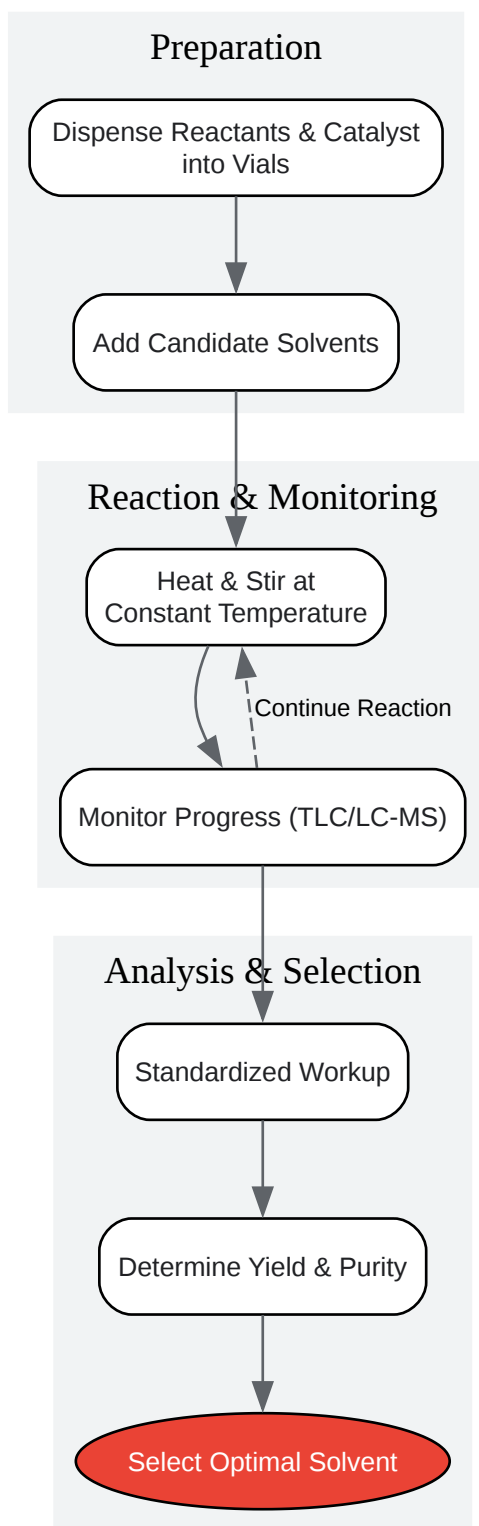 Preparation
Dispense Reactants & Catalyst
into Vials
Add Candidate Solvents
Reaction & Monitoring
Heat & Stir at
Constant Temperature
Continue Reaction
Monitor Progress (TLC/LC-MS)
Analysis & Selection
Standardized Workup
Determine Yield & Purity
Select Optimal Solvent